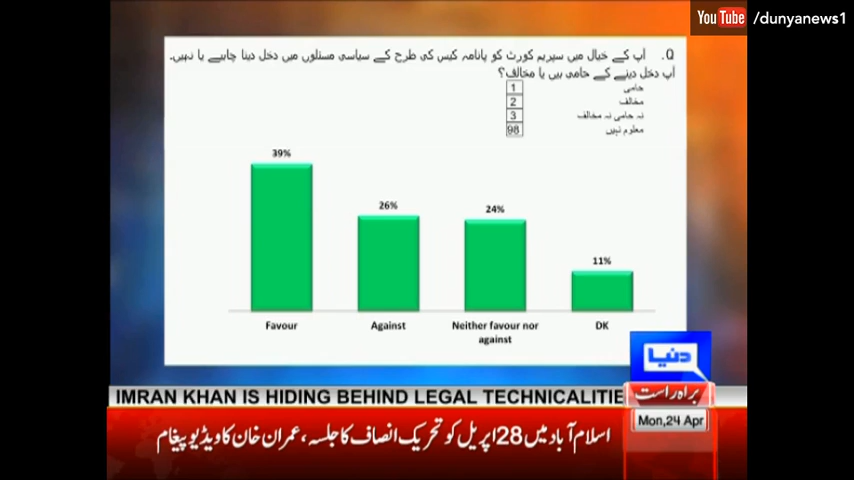 You Tube /dunyanews1
Q. آپ کے خیال میں سپریم کورٹ کو پانامہ کیس کی طرح کے سیاسی مسئلوں میں دخل دینا چاہیے یا نہیں۔
آپ دخل دینے کے حامی ہیں یا مخالف؟
حامی 1
مخالف 2
نہ حامی نہ مخالف 3
معلوم نہیں 98
39%
26%
24%
11%
Favour
Against
Neither favour nor
against
DK
دنیا
IMRAN KHAN IS HIDING BEHIND LEGAL TECHNICALITIE
براہ راست
Mon,24 Apr
اسلام آباد میں 28 اپریل کو تحریک انصاف کا جلسہ، عمران خان کا ویڈیو پیغام